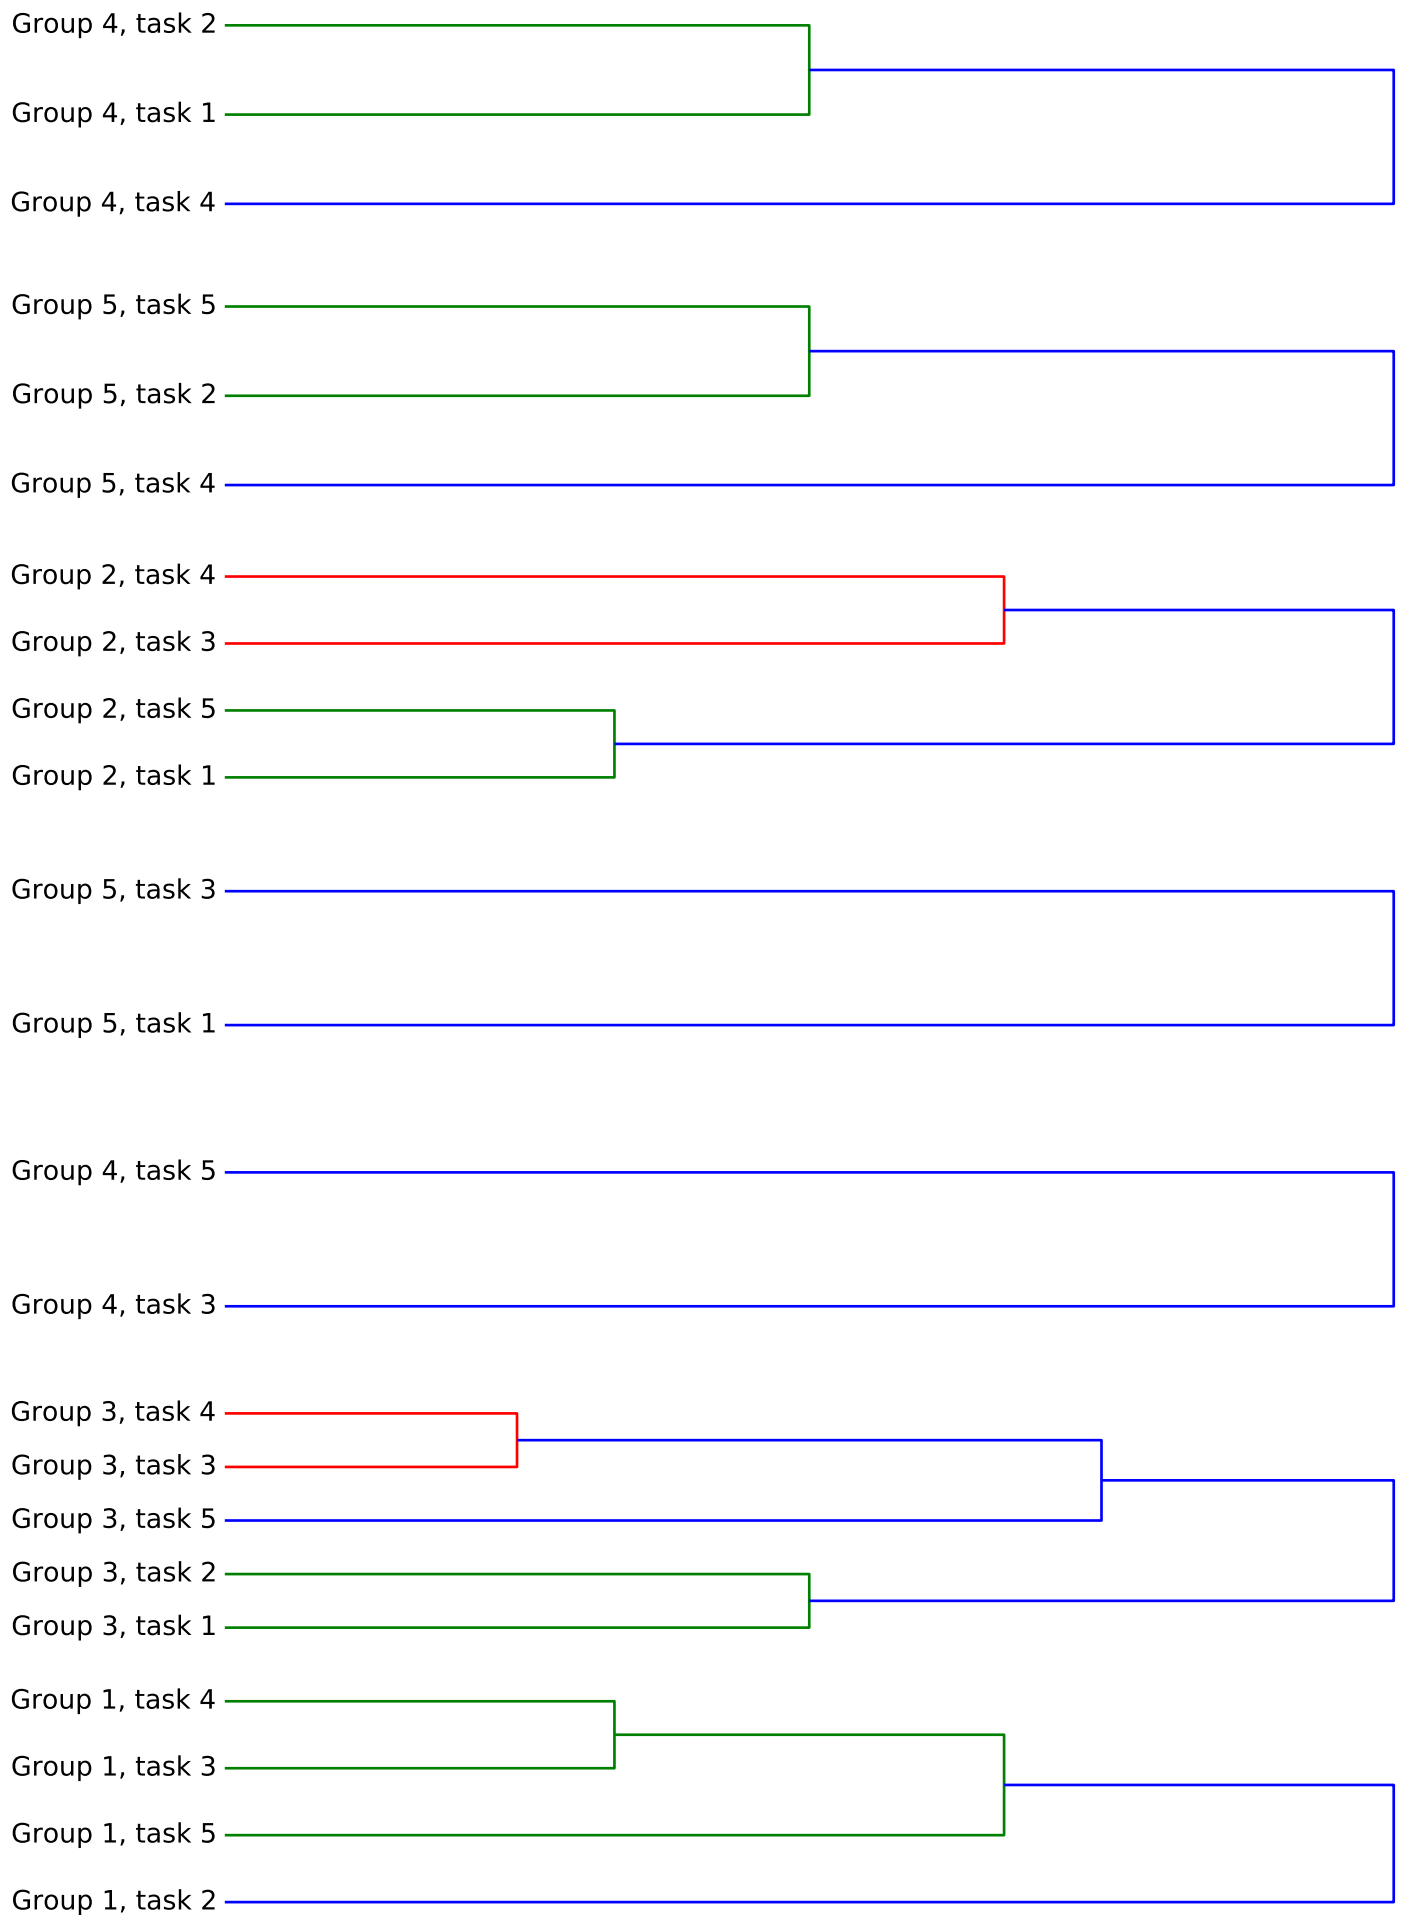 Group 4, task 2
Group 4, task 1
Group 4, task 4
Group 5, task 5
Group 5, task 2
Group 5, task 4
Group 2, task 4
Group 2, task 3
Group 2, task 5
Group 2, task 1
Group 5, task 3
Group 5, task 1
Group 4, task 5
Group 4, task 3
Group 3, task 4
Group 3, task 3
Group 3, task 5
Group 3, task 2
Group 3, task 1
Group 1, task 4
Group 1, task 3
Group 1, task 5
Group 1, task 2